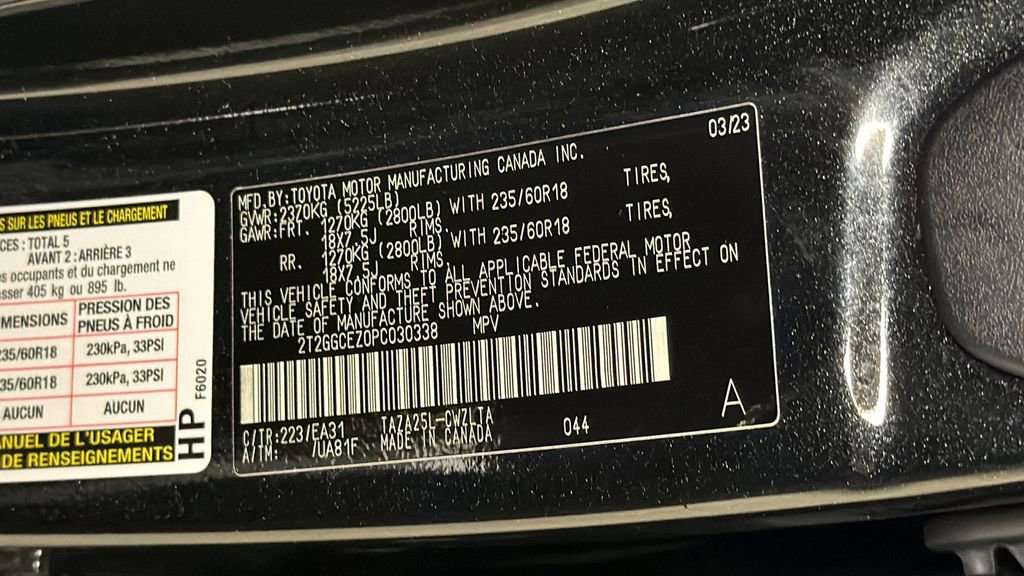 S SUR LES PNEUS ET LE CHARGEMENT
CES : TOTAL 5
AVANT 2 : ARRIÈRE 3
s occupants et du chargement ne
sser 405 kg ou 895 lb.
MENSIONS PRESSION DES PNEUS À FROID
35/60R18 230kPa, 33PSI
35/60R18 230kPa, 33PSI
AUCUN AUCUN
NUEL DE L'USAGER
DE RENSEIGNEMENTS
HP
F6020
03/23
MFD.BY:TOYOTA MOTOR MANUFACTURING CANADA INC.
GVWR:2370KG (5225LB)
GAWR:FRT. 1270KG (2800LB) WITH 235/60R18 TIRES,
18X7.5J RIMS.
RR. 1270KG (2800LB) WITH 235/60R18 TIRES,
18X7.5J RIMS.
THIS VEHICLE CONFORMS TO ALL APPLICABLE FEDERAL MOTOR
VEHICLE SAFETY AND THEFT PREVENTION STANDARDS IN EFFECT ON
THE DATE OF MANUFACTURE SHOWN ABOVE.
2T2GGCEZ0PC030338 MPV
C/TR:223/EA31 TAZA25L-CWZLTA
A/TM: /UA81F MADE IN CANADA 044
A